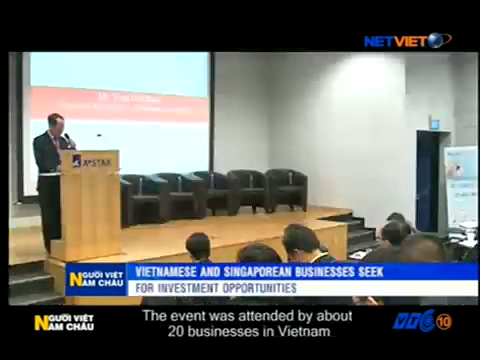 NETVIET
A*STAR
NGƯỜI VIỆT
NĂM CHÂU
VIETNAMESE AND SINGAPOREAN BUSINESSES SEEK
FOR INVESTMENT OPPORTUNITIES
NGƯỜI VIỆT
NĂM CHÂU
The event was attended by about
20 businesses in Vietnam
VTC10